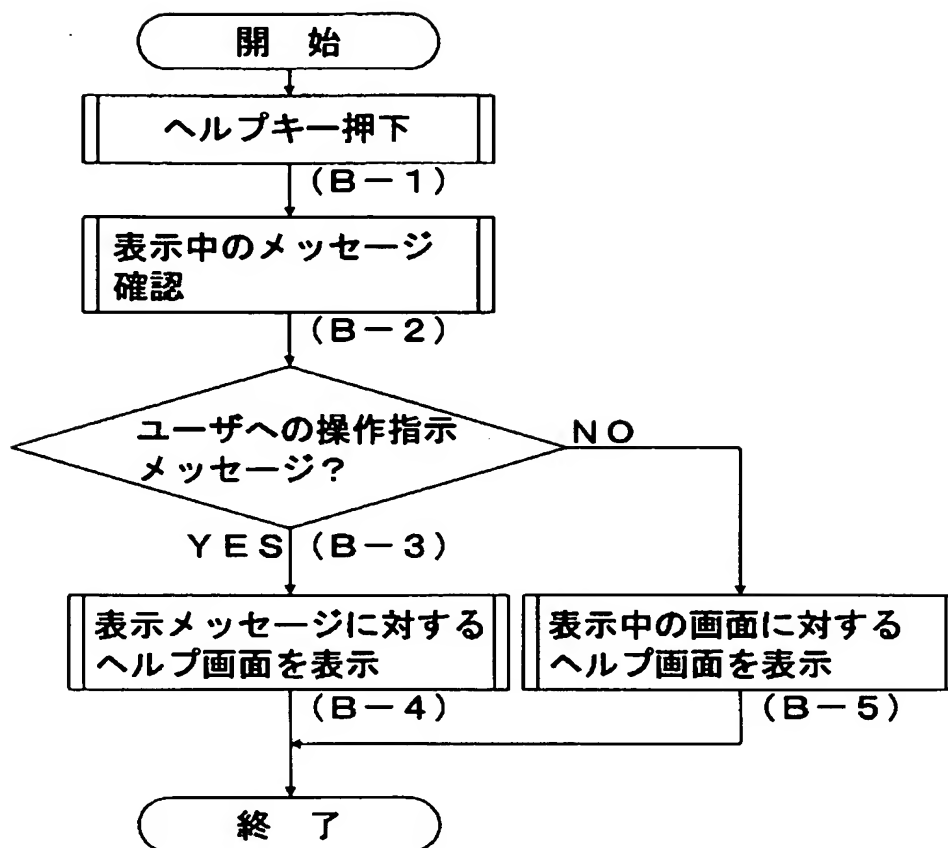 開 始
ヘルプキー押下
(B-1)
表示中のメッセージ
確認
(B-2)
ユーザへの操作指示
メッセージ?
NO
YES
(B-3)
表示メッセージに対する
ヘルプ画面を表示
(B-4)
表示中の画面に対する
ヘルプ画面を表示
(B-5)
終 了